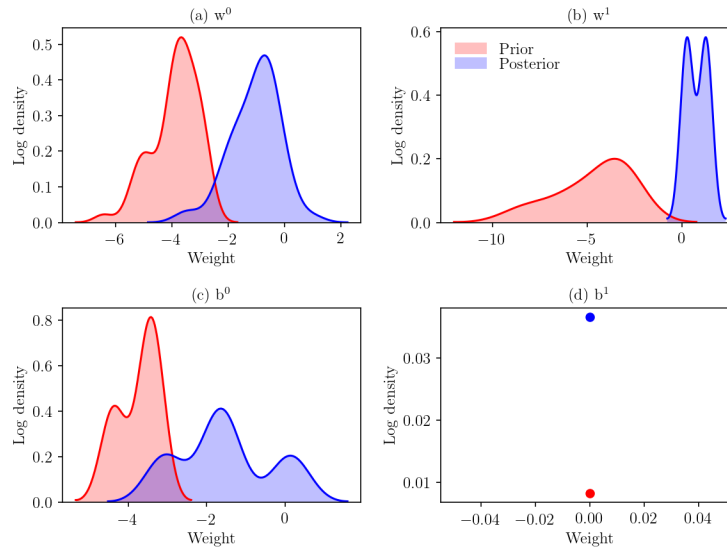 (a) w⁰
Log density
0.5
0.4
0.3
0.2
0.1
0.0
−6 −4 −2 0 2
Weight
(b) w¹
Prior
Posterior
Log density
0.6
0.4
0.2
0.0
−10 −5 0
Weight
(c) b⁰
Log density
0.8
0.6
0.4
0.2
0.0
−4 −2 0
Weight
(d) b¹
Log density
0.03
0.02
0.01
−0.04 −0.02 0.00 0.02 0.04
Weight